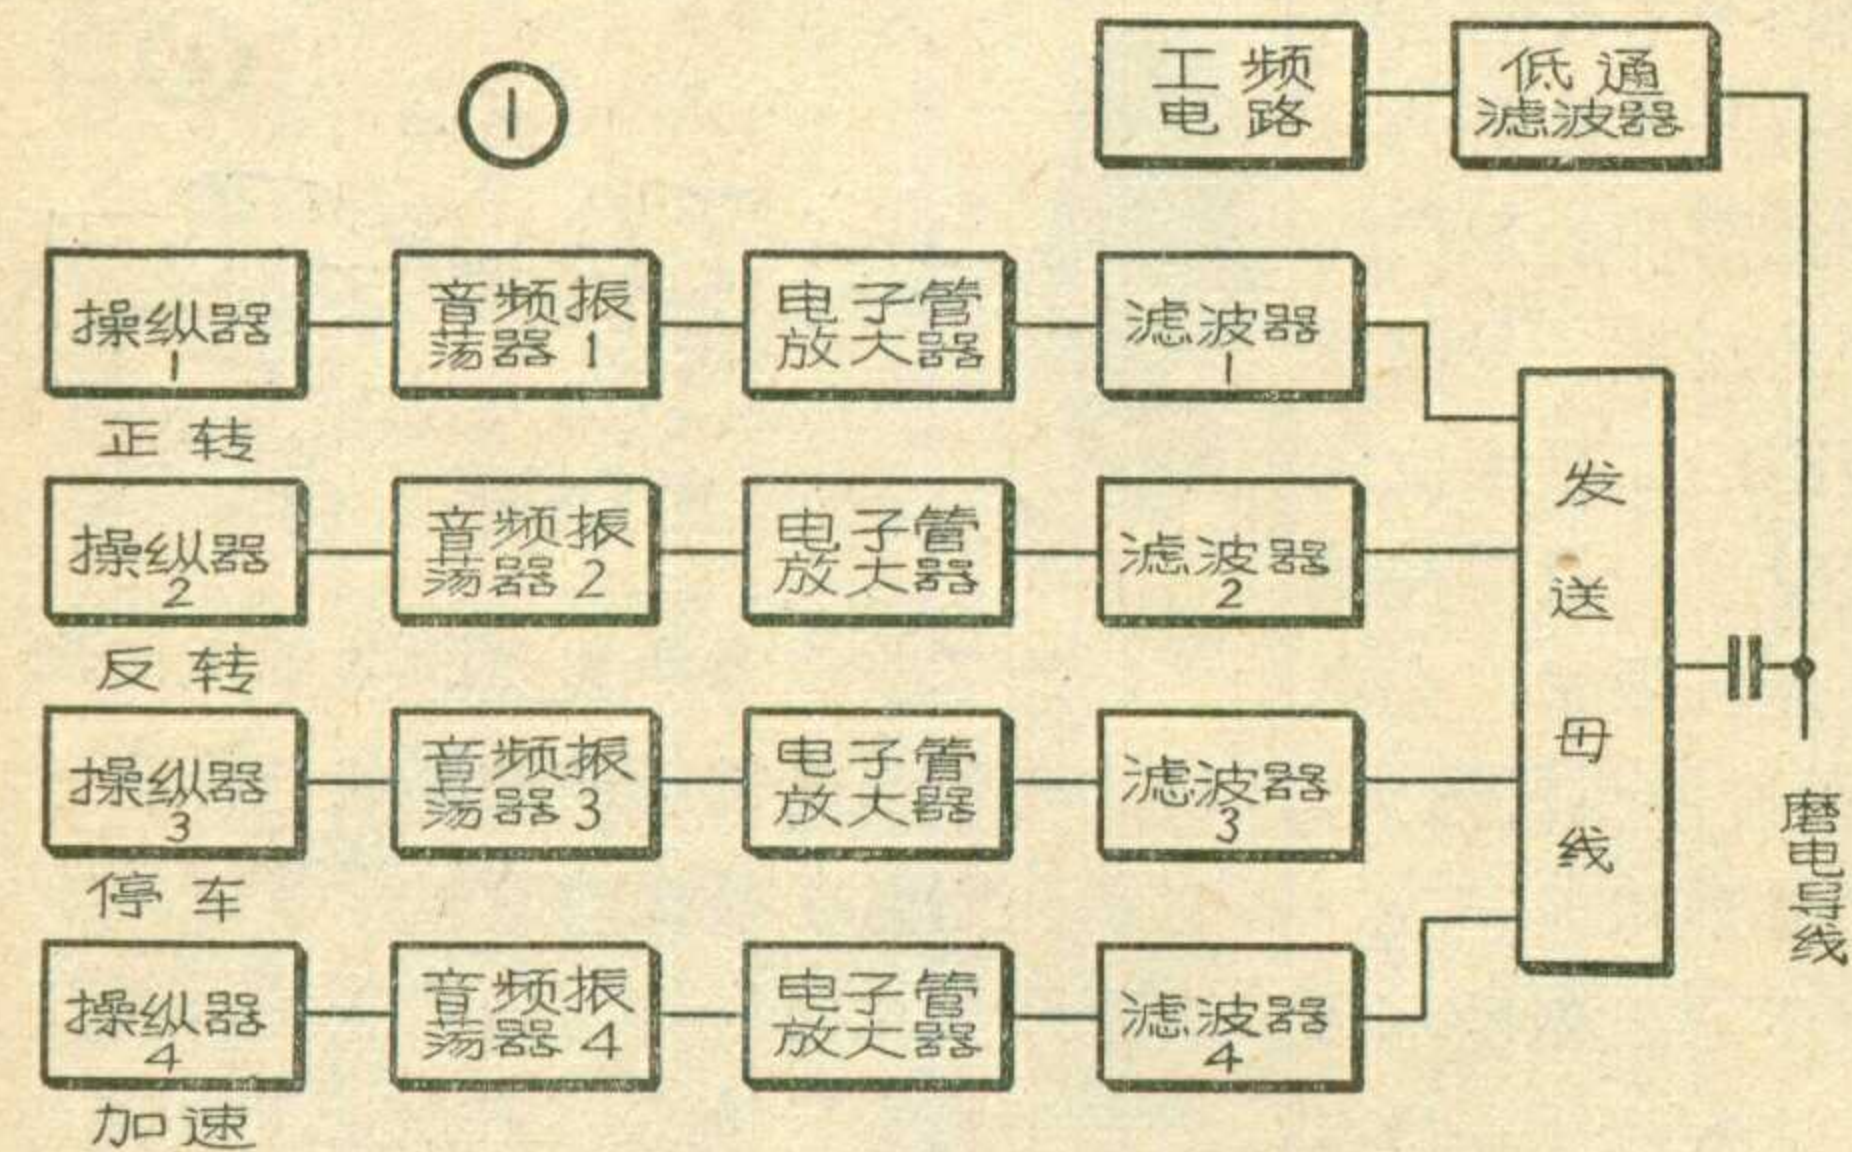 ①
工频
电路
低通
滤波器
操纵器
1
正转
音频振
荡器1
电子管
放大器
滤波器
1
操纵器
2
反转
音频振
荡器2
电子管
放大器
滤波器
2
操纵器
3
停车
音频振
荡器3
电子管
放大器
滤波器
3
操纵器
4
加速
音频振
荡器4
电子管
放大器
滤波器
4
发送母线
磨电导线